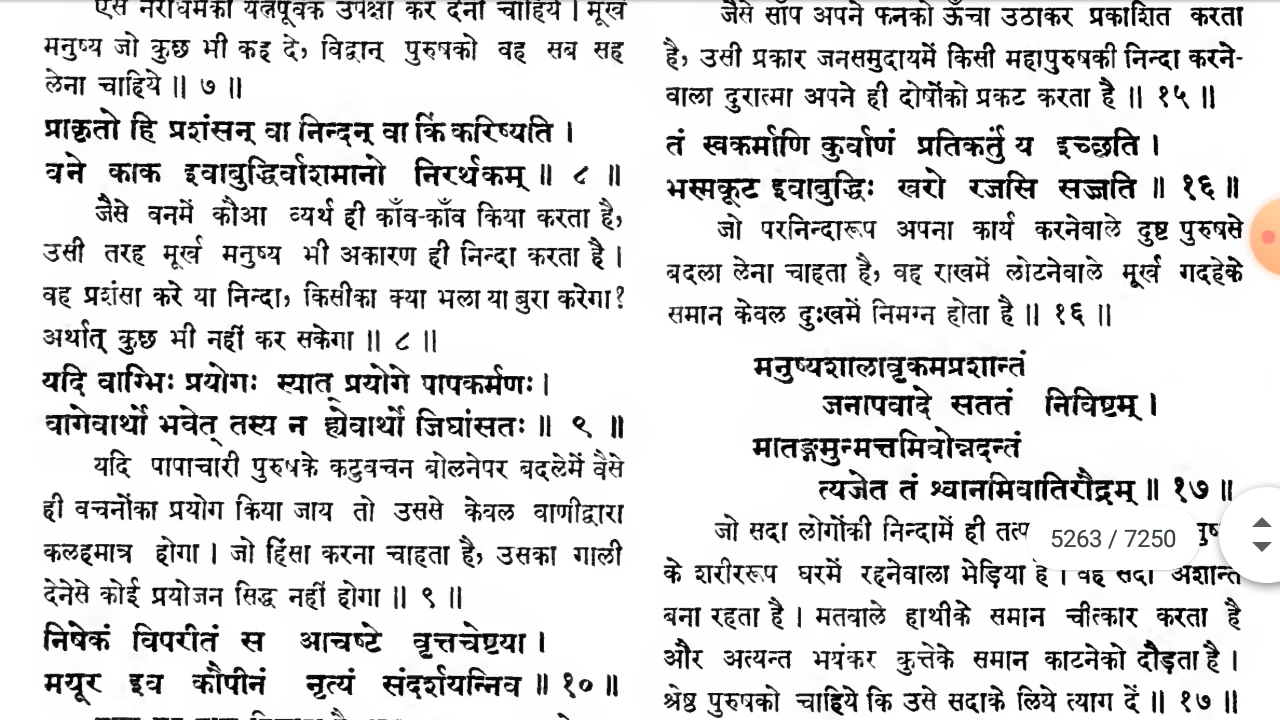 एस नराधमकी यत्नपूर्वक उपेक्षा कर देनी चाहिये। मूर्ख
मनुष्य जो कुछ भी कह दे, विद्वान् पुरुषको वह सब सह
लेना चाहिये॥ ७ ॥
प्राकृतो हि प्रशंसन् वा निन्दन् वा किं करिष्यति।
वने काक इवाबुद्धिर्वाशमानो निरर्थकम्॥ ८ ॥
जैसे वनमें कौआ व्यर्थ ही काँव-काँव किया करता है,
उसी तरह मूर्ख मनुष्य भी अकारण ही निन्दा करता है।
वह प्रशंसा करे या निन्दा, किसीका क्या भला या बुरा करेगा?
अर्थात् कुछ भी नहीं कर सकेगा॥ ८ ॥
यदि वाग्भिः प्रयोगः स्यात् प्रयोगे पापकर्मणः।
वागेवार्थो भवेत् तस्य न ह्येवार्थो जिघांसतः॥ ९ ॥
यदि पापाचारी पुरुषके कटुवचन बोलनेपर बदलेमें वैसे
ही वचनोंका प्रयोग किया जाय तो उससे केवल वाणीद्वारा
कलहमात्र होगा। जो हिंसा करना चाहता है, उसका गाली
देनेसे कोई प्रयोजन सिद्ध नहीं होगा॥ ९ ॥
निषेकं विपरीतं स आचष्टे वृत्तचेष्टया।
मयूर इव कौपीनं नृत्यं संदर्शयन्निव॥ १० ॥
जैसे साँप अपने फनको ऊँचा उठाकर प्रकाशित करता
है, उसी प्रकार जनसमुदायमें किसी महापुरुषकी निन्दा करने-
वाला दुरात्मा अपने ही दोषोंको प्रकट करता है॥ १५ ॥
तं स्वकर्माणि कुर्वाणं प्रतिकर्तुं य इच्छति।
भस्मकूट इवाबुद्धिः खरो रजसि सज्जति॥ १६ ॥
जो परनिन्दारूप अपना कार्य करनेवाले दुष्ट पुरुषसे
बदला लेना चाहता है, वह राखमें लोटनेवाले मूर्ख गदहेके
समान केवल दुःखमें निमग्न होता है॥ १६ ॥
मनुष्यशालावृकमप्रशान्तं
जनापवादे सततं निविष्टम्।
मातङ्गमुन्मत्तमिवोन्नदन्तं
त्यजेत तं श्वानमिवातिरौद्रम्॥ १७ ॥
जो सदा लोगोंकी निन्दामें ही
5263 / 7250
के शरीररूप घरमें रहनेवाला भेड़िया है। वह सदा अशान्त
बना रहता है। मतवाले हाथीके समान चीत्कार करता है
और अत्यन्त भयंकर कुत्तेके समान काटनेको दौड़ता है।
श्रेष्ठ पुरुषको चाहिये कि उसे सदाके लिये त्याग दें॥ १७ ॥